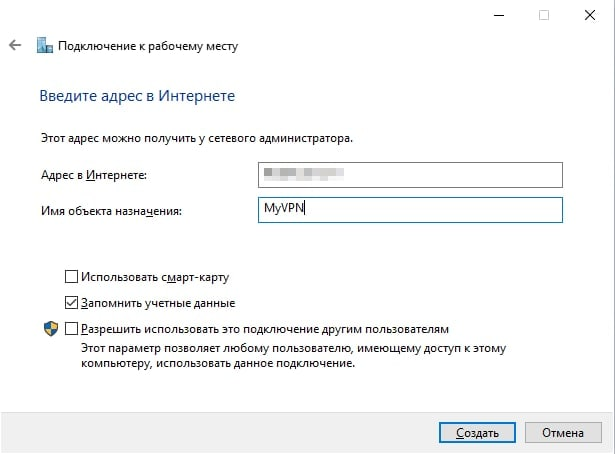 Подключение к рабочему месту
Введите адрес в Интернете
Этот адрес можно получить у сетевого администратора.
Адрес в Интернете:
Имя объекта назначения: MyVPN
Использовать смарт-карту
Запомнить учетные данные
Разрешить использовать это подключение другим пользователям
Этот параметр позволяет любому пользователю, имеющему доступ к этому
компьютеру, использовать данное подключение.
Создать Отмена